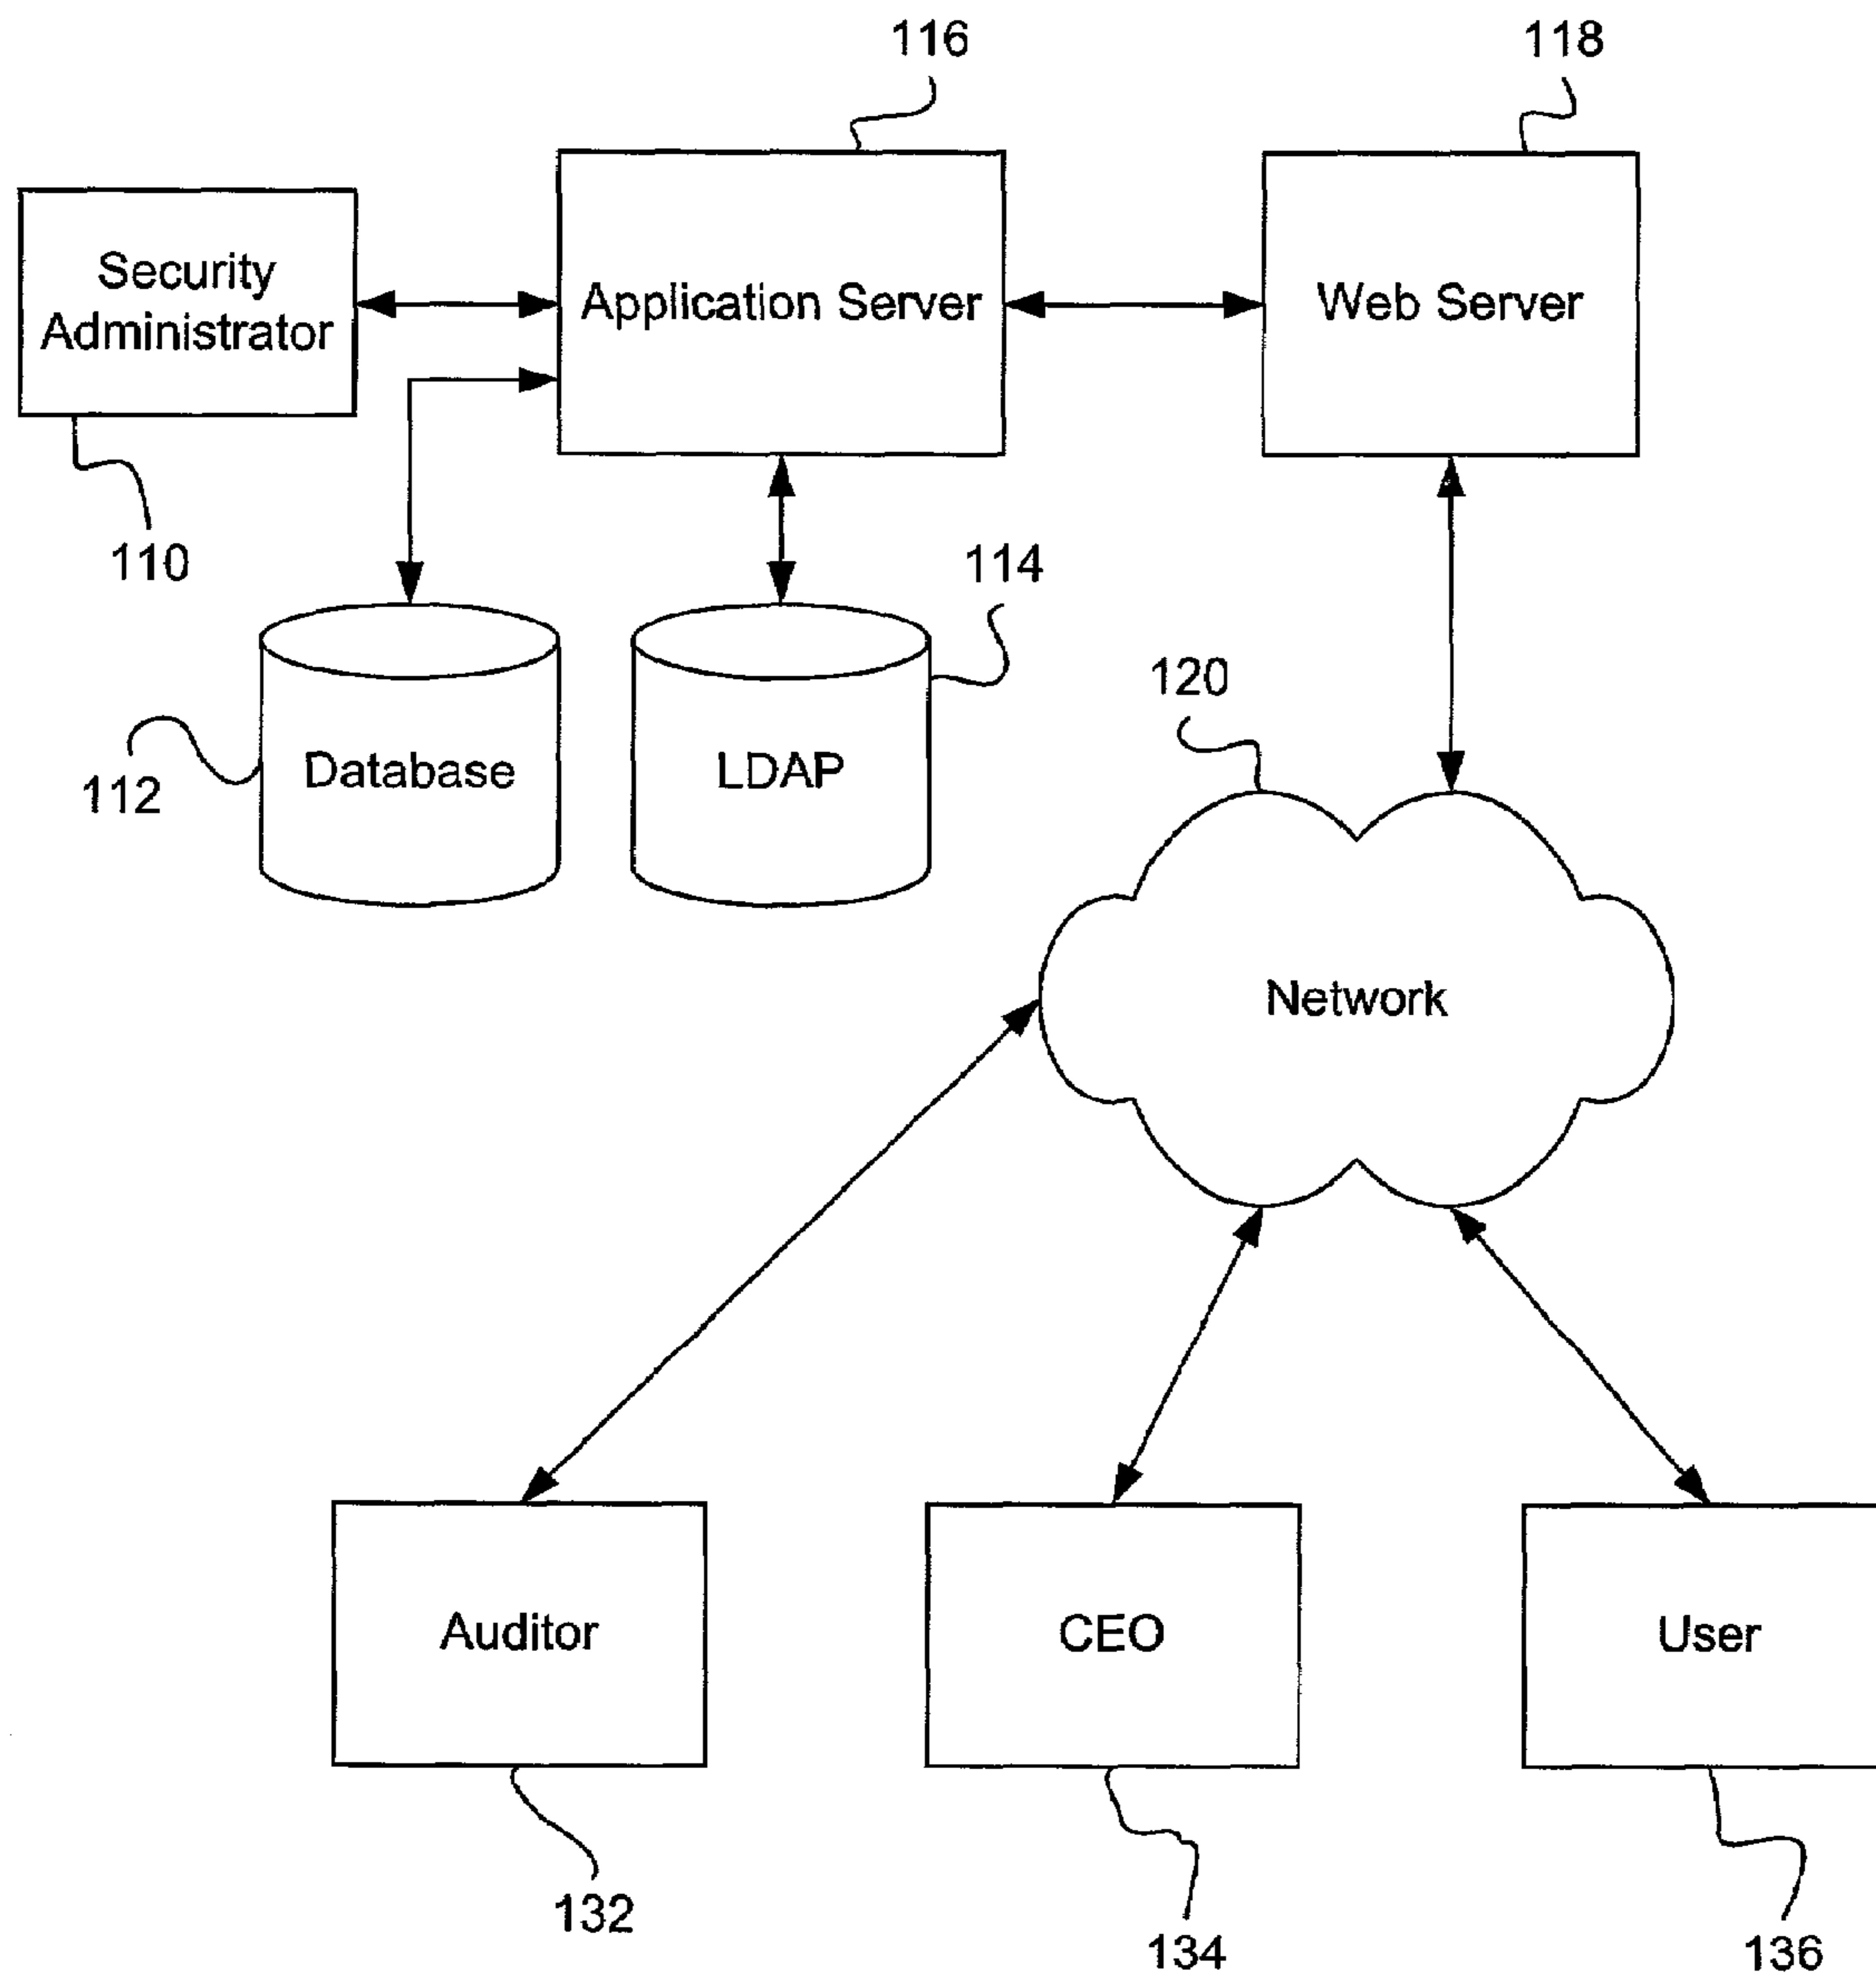 116
118
Security
Administrator
Application Server
Web Server
110
114
120
112
Database
LDAP
Network
Auditor
CEO
User
132
134
136